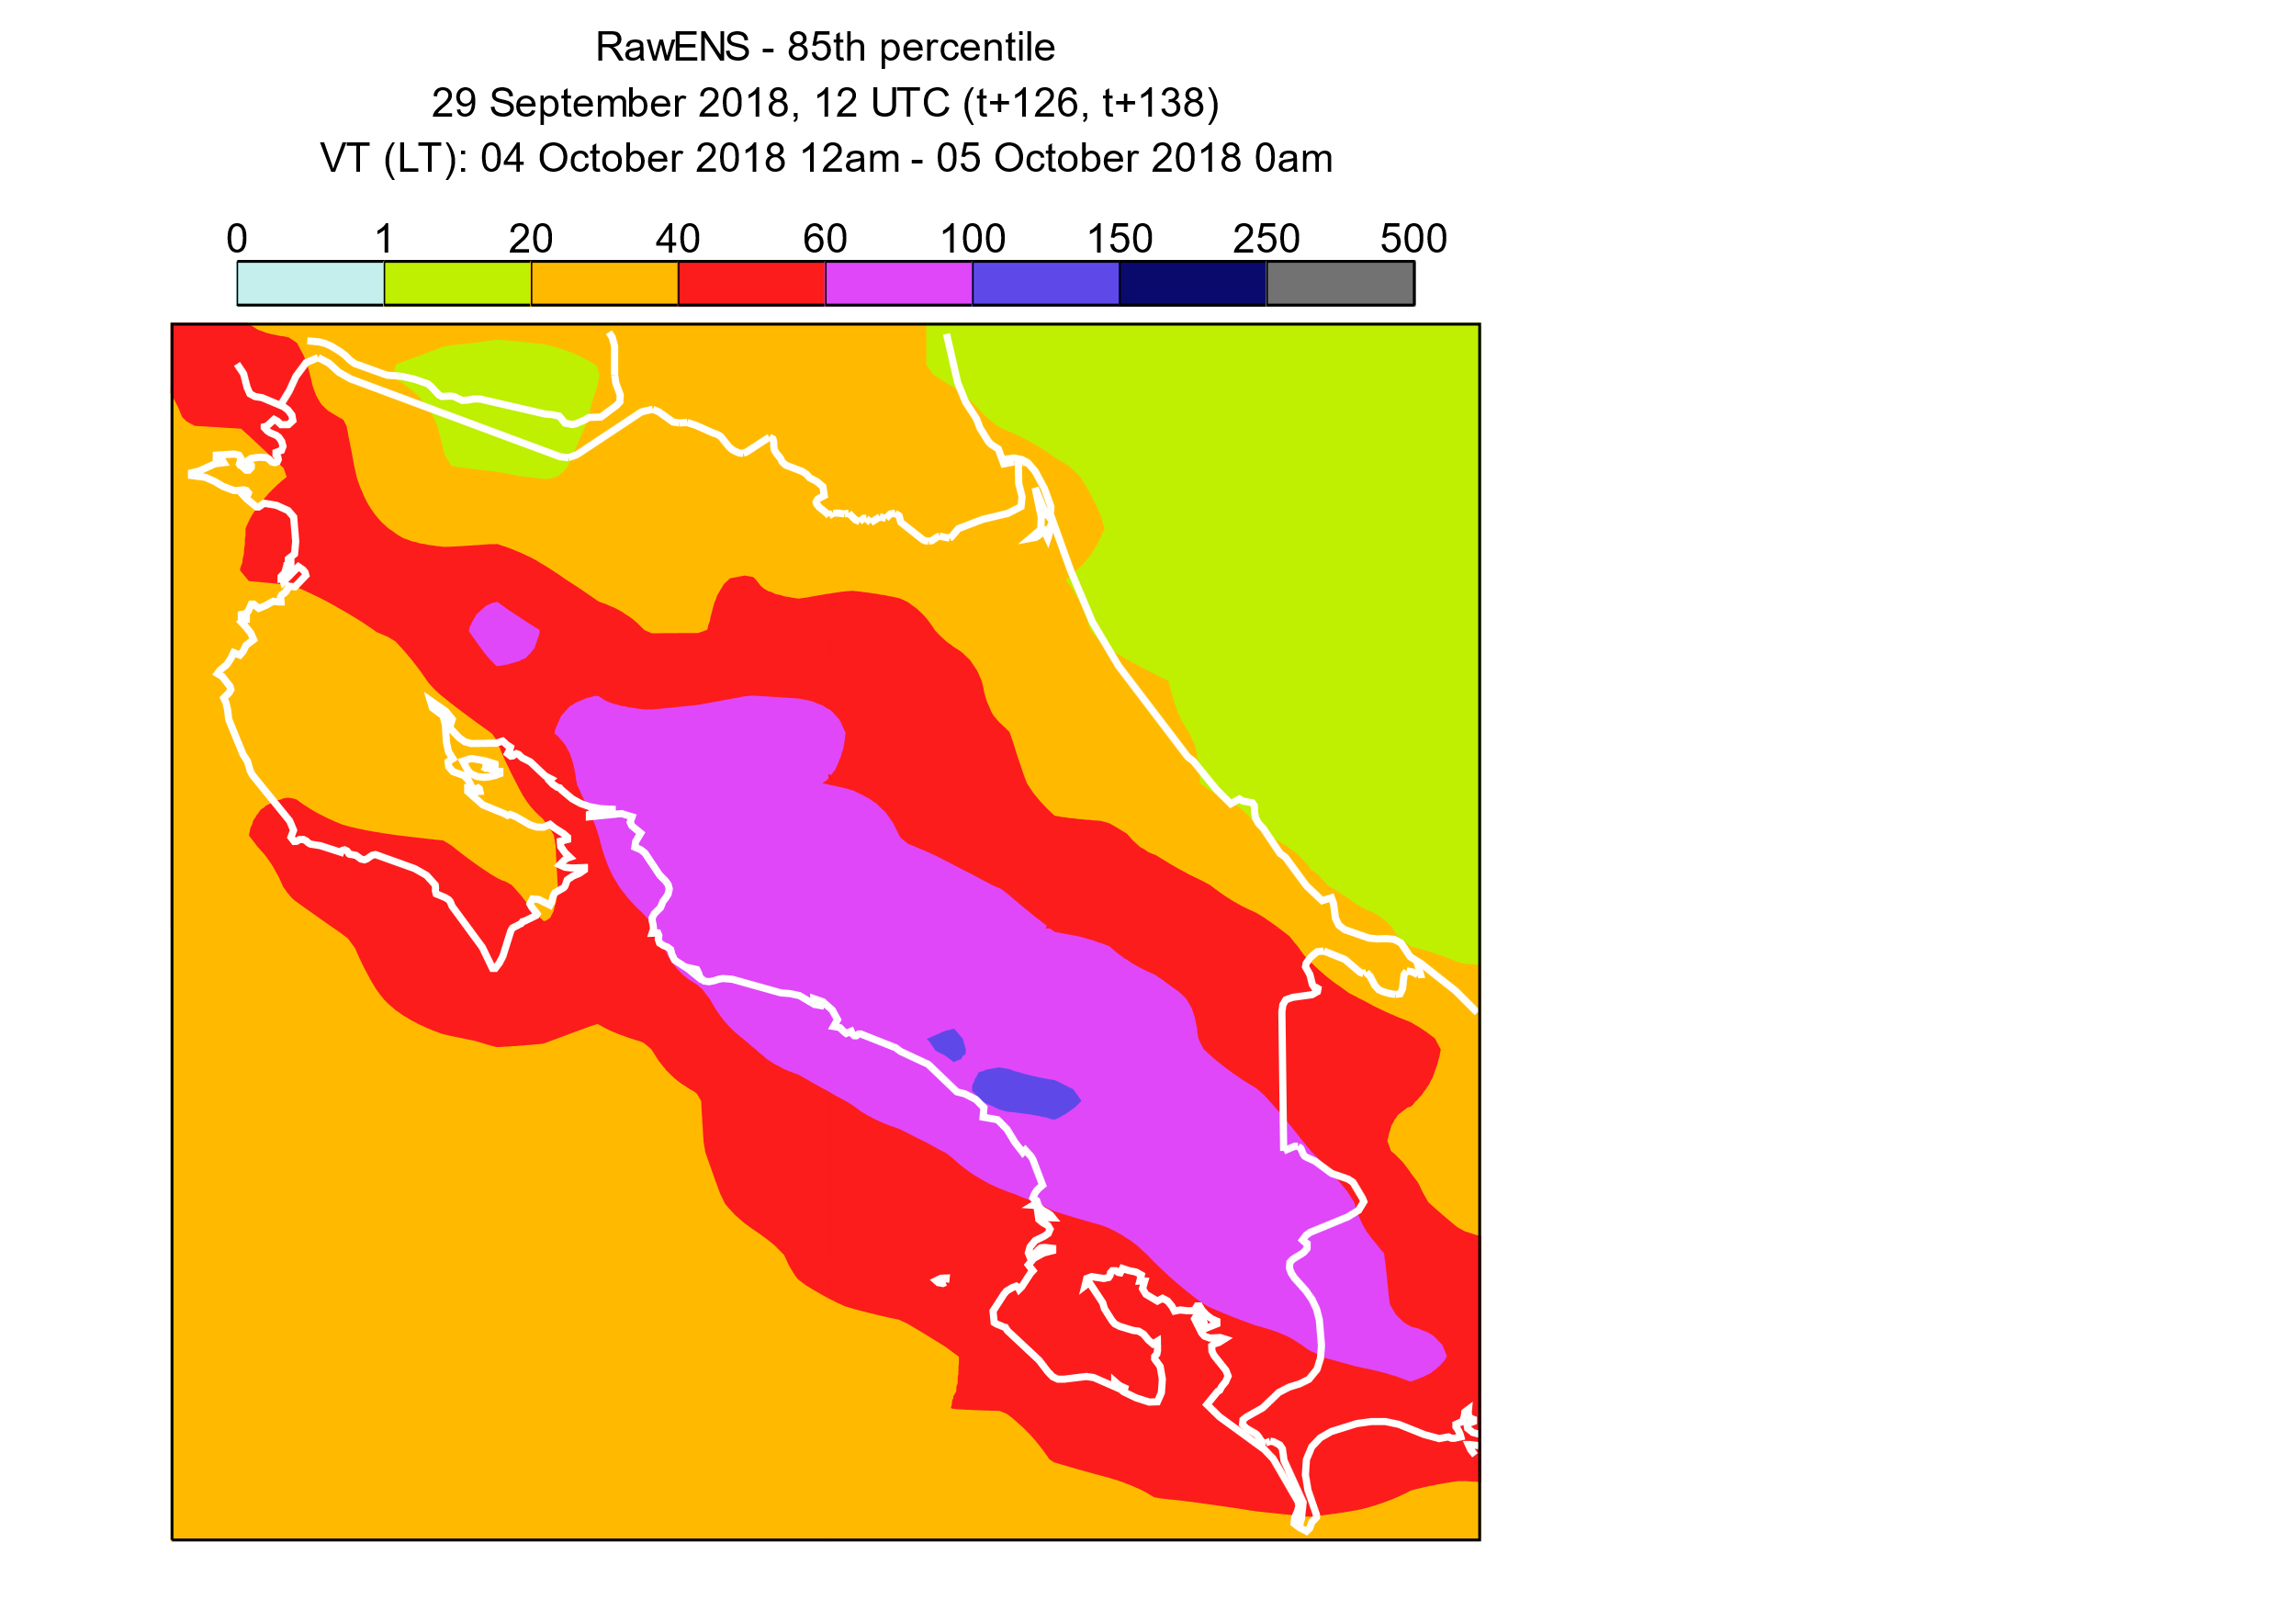 RawENS - 85th percentile
29 September 2018, 12 UTC (t+126, t+138)
VT (LT): 04 October 2018 12am - 05 October 2018 0am
0 1 20 40 60 100 150 250 500